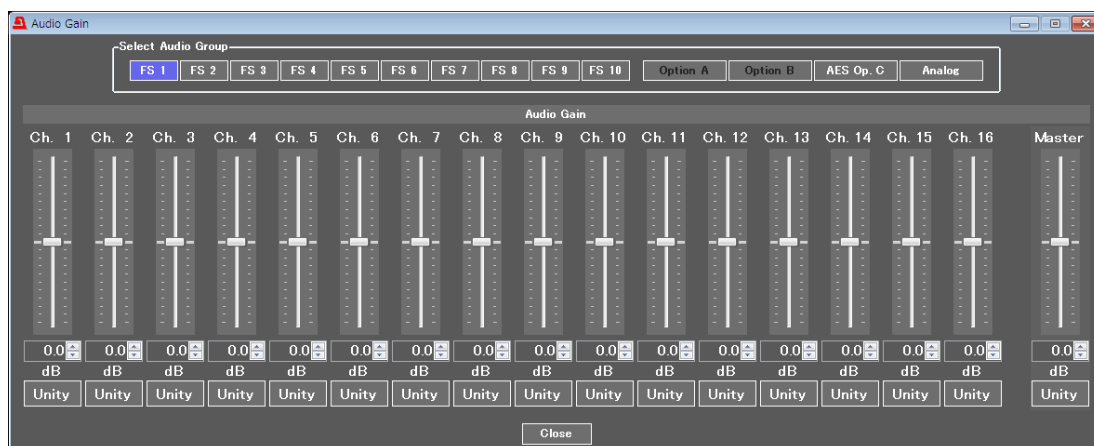 Audio Gain
Select Audio Group
FS 1 FS 2 FS 3 FS 4 FS 5 FS 6 FS 7 FS 8 FS 9 FS 10 Option A Option B AES Op. C Analog
Audio Gain
Ch. 1 Ch. 2 Ch. 3 Ch. 4 Ch. 5 Ch. 6 Ch. 7 Ch. 8 Ch. 9 Ch. 10 Ch. 11 Ch. 12 Ch. 13 Ch. 14 Ch. 15 Ch. 16 Master
0.0 0.0 0.0 0.0 0.0 0.0 0.0 0.0 0.0 0.0 0.0 0.0 0.0 0.0 0.0 0.0 0.0
dB dB dB dB dB dB dB dB dB dB dB dB dB dB dB dB dB
Unity Unity Unity Unity Unity Unity Unity Unity Unity Unity Unity Unity Unity Unity Unity Unity Unity
Close